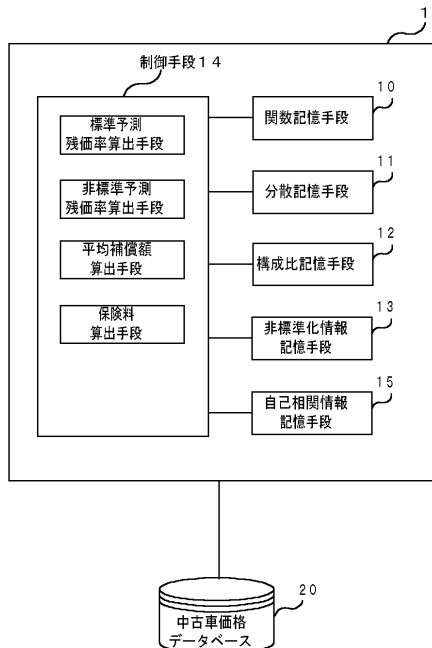 1
制御手段14
標準予測
残価率算出手段
非標準予測
残価率算出手段
平均補償額
算出手段
保険料
算出手段
10
関数記憶手段
11
分散記憶手段
12
構成比記憶手段
13
非標準化情報
記憶手段
15
自己相関情報
記憶手段
20
中古車価格
データベース